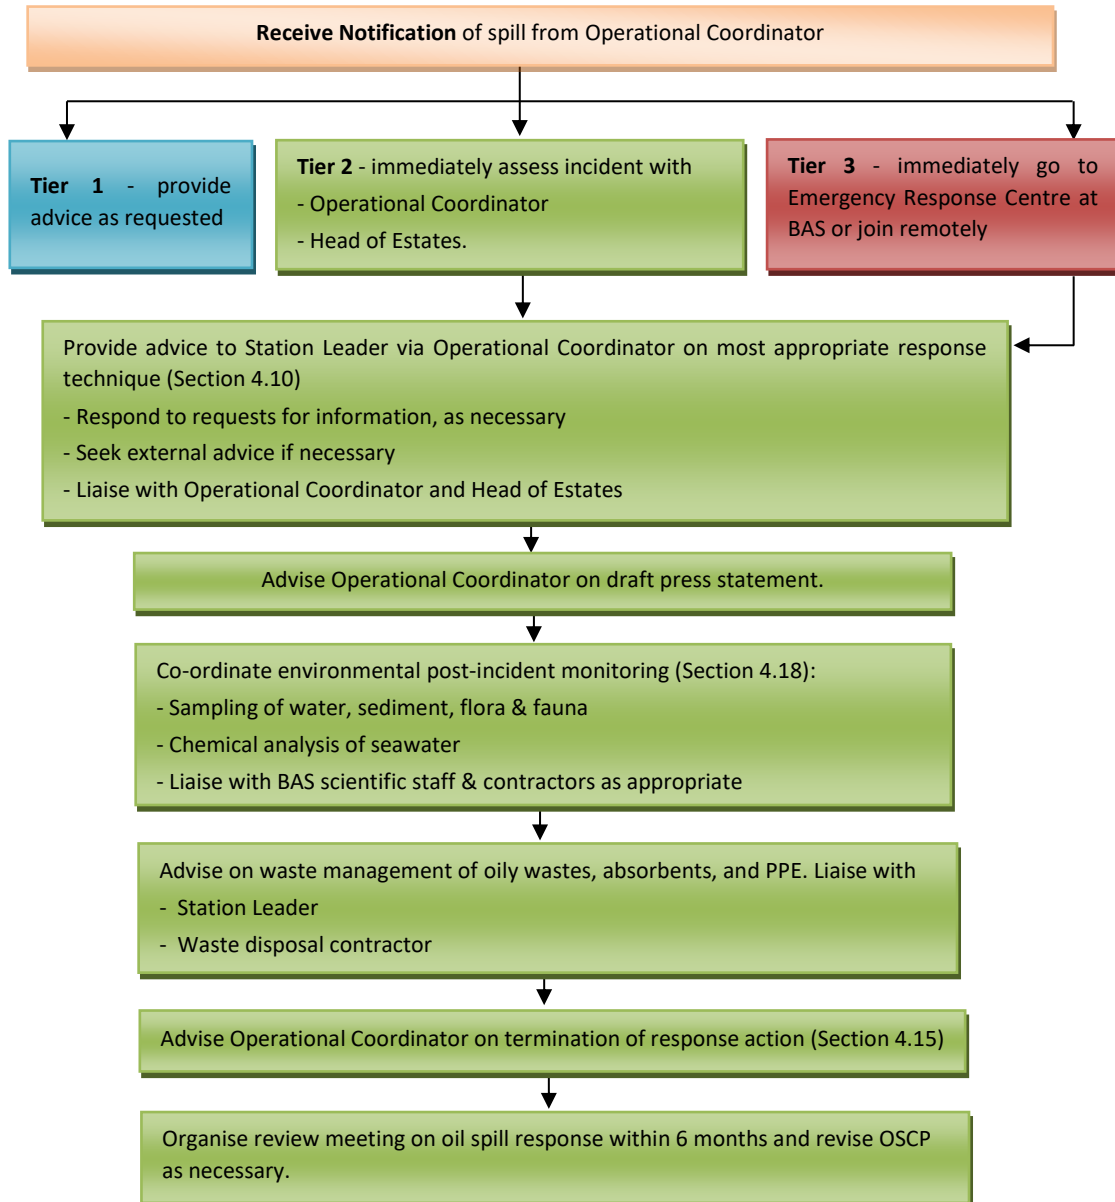 Receive Notification of spill from Operational Coordinator
Tier 1 - provide
advice as requested
Tier 2 - immediately assess incident with
- Operational Coordinator
- Head of Estates.
Tier 3 - immediately go to
Emergency Response Centre at
BAS or join remotely
Provide advice to Station Leader via Operational Coordinator on most appropriate response
technique (Section 4.10)
- Respond to requests for information, as necessary
- Seek external advice if necessary
- Liaise with Operational Coordinator and Head of Estates
Advise Operational Coordinator on draft press statement.
Co-ordinate environmental post-incident monitoring (Section 4.18):
- Sampling of water, sediment, flora & fauna
- Chemical analysis of seawater
- Liaise with BAS scientific staff & contractors as appropriate
Advise on waste management of oily wastes, absorbents, and PPE. Liaise with
- Station Leader
- Waste disposal contractor
Advise Operational Coordinator on termination of response action (Section 4.15)
Organise review meeting on oil spill response within 6 months and revise OSCP
as necessary.